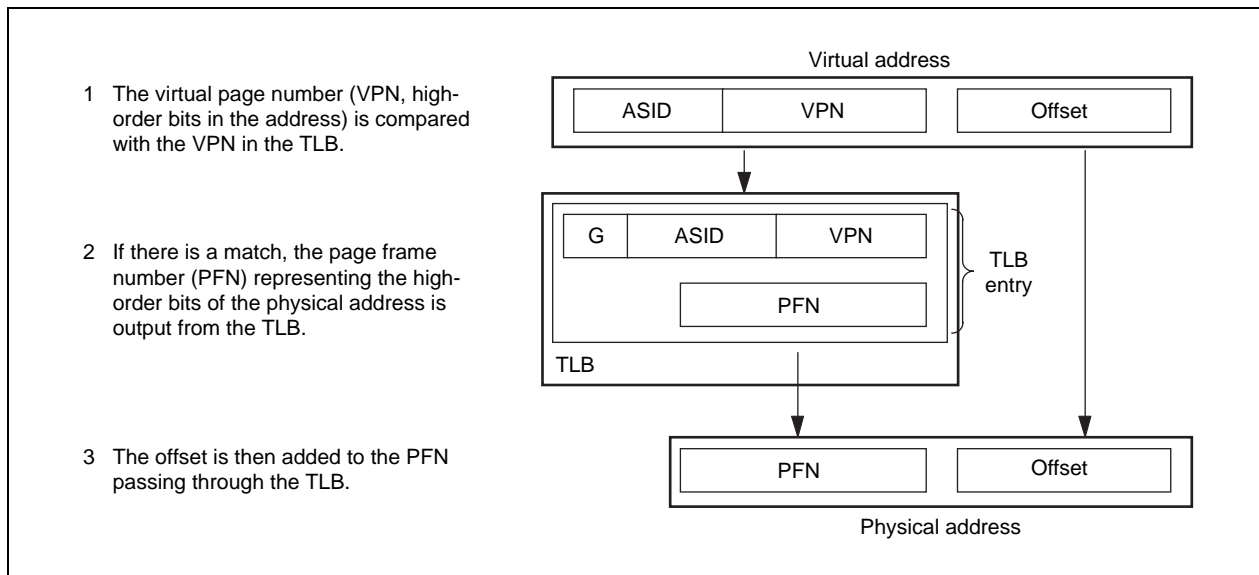 Virtual address
1 The virtual page number (VPN, high-
order bits in the address) is compared
with the VPN in the TLB.
ASID VPN Offset
2 If there is a match, the page frame
number (PFN) representing the high-
order bits of the physical address is
output from the TLB.
G ASID VPN
PFN
TLB
entry
TLB
3 The offset is then added to the PFN
passing through the TLB.
PFN Offset
Physical address